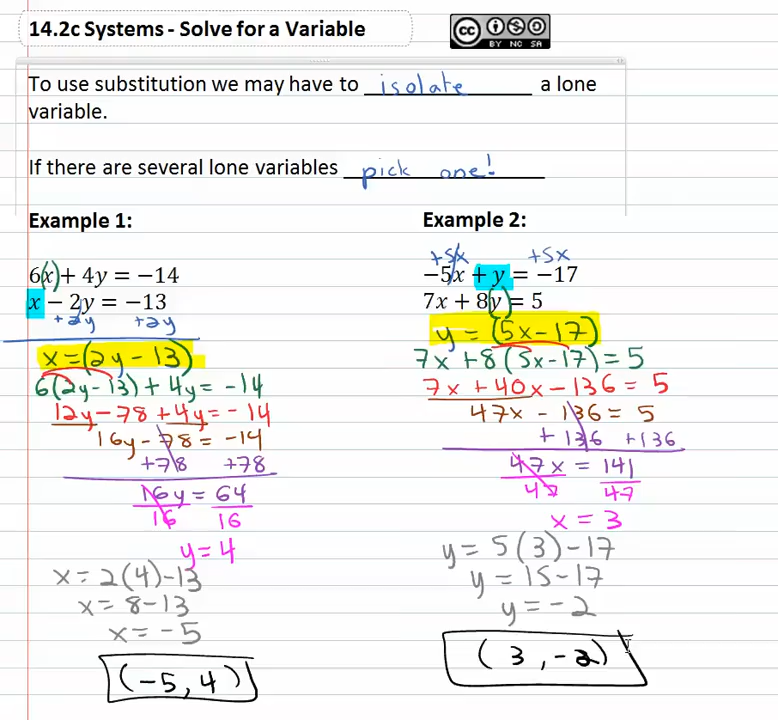 14.2c Systems - Solve for a Variable
cc BY NC SA
To use substitution we may have to isolate a lone
variable.
If there are several lone variables pick one!
Example 1:
6(x) + 4y = −14
x − 2y = −13
+2y +2y
x = (2y − 13)
6(2y − 13) + 4y = −14
12y − 78 + 4y = −14
16y − 78 = −14
+78 +78
16y = 64
16 16
y = 4
x = 2(4) − 13
x = 8 − 13
x = −5
(−5, 4)
Example 2:
+5x +5x
−5x + y = −17
7x + 8(y) = 5
y = (5x − 17)
7x + 8(5x − 17) = 5
7x + 40x − 136 = 5
47x − 136 = 5
+136 +136
47x = 141
47 47
x = 3
y = 5(3) − 17
y = 15 − 17
y = −2
(3, −2)